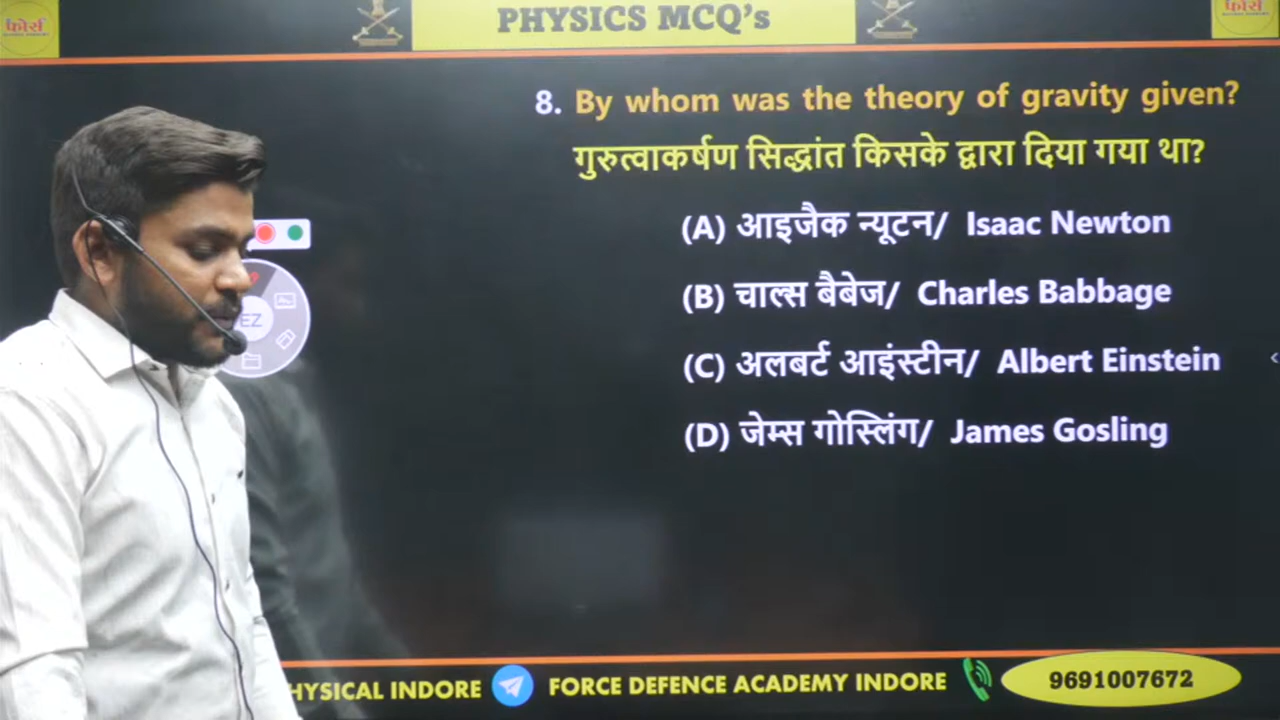 फोर्स
PHYSICS MCQ’s
फोर्स
8. By whom was the theory of gravity given?
गुरुत्वाकर्षण सिद्धांत किसके द्वारा दिया गया था?
(A) आइजैक न्यूटन/ Isaac Newton
(B) चार्ल्स बैबेज/ Charles Babbage
(C) अलबर्ट आइंस्टीन/ Albert Einstein
(D) जेम्स गोस्लिंग/ James Gosling
EZ
HYSICAL INDORE FORCE DEFENCE ACADEMY INDORE 9691007672